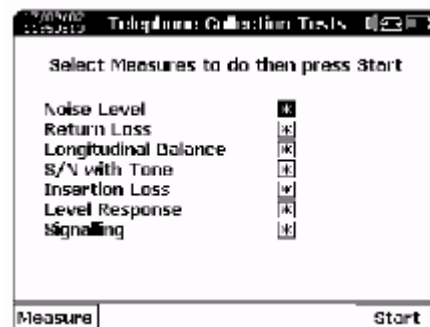 Telephone Collection Tests
Select Measures to do then press Start
Noise Level *
Return Loss *
Longitudinal Balance *
S/N with Tone *
Insertion Loss *
Level Response *
Signalling *
Measure Start